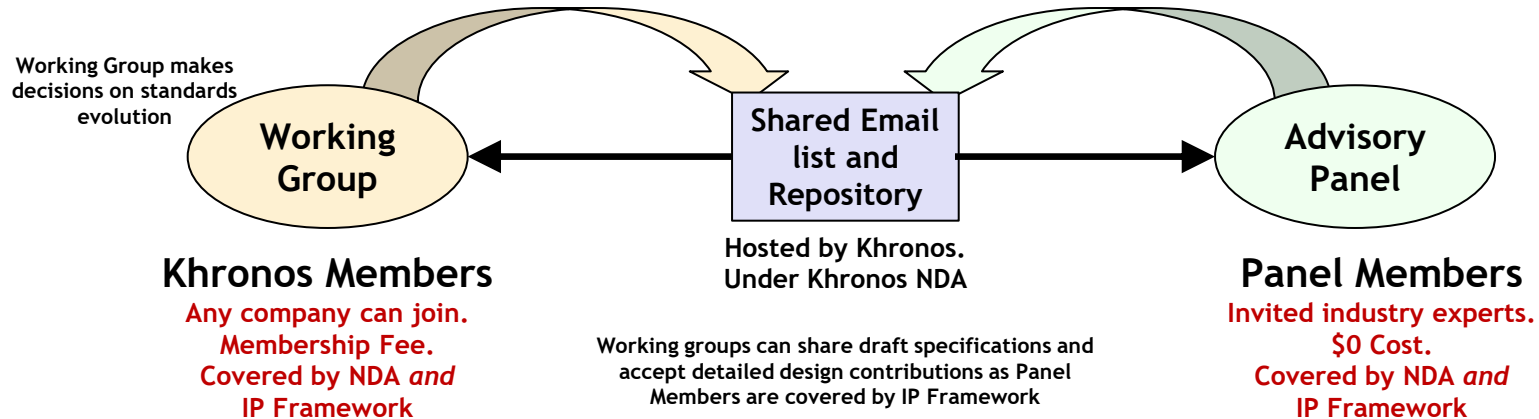 Working Group makes
decisions on standards
evolution
Working
Group
Shared Email
list and
Repository
Advisory
Panel
Hosted by Khronos.
Under Khronos NDA
Khronos Members
Any company can join.
Membership Fee.
Covered by NDA and
IP Framework
Working groups can share draft specifications and
accept detailed design contributions as Panel
Members are covered by IP Framework
Panel Members
Invited industry experts.
$0 Cost.
Covered by NDA and
IP Framework